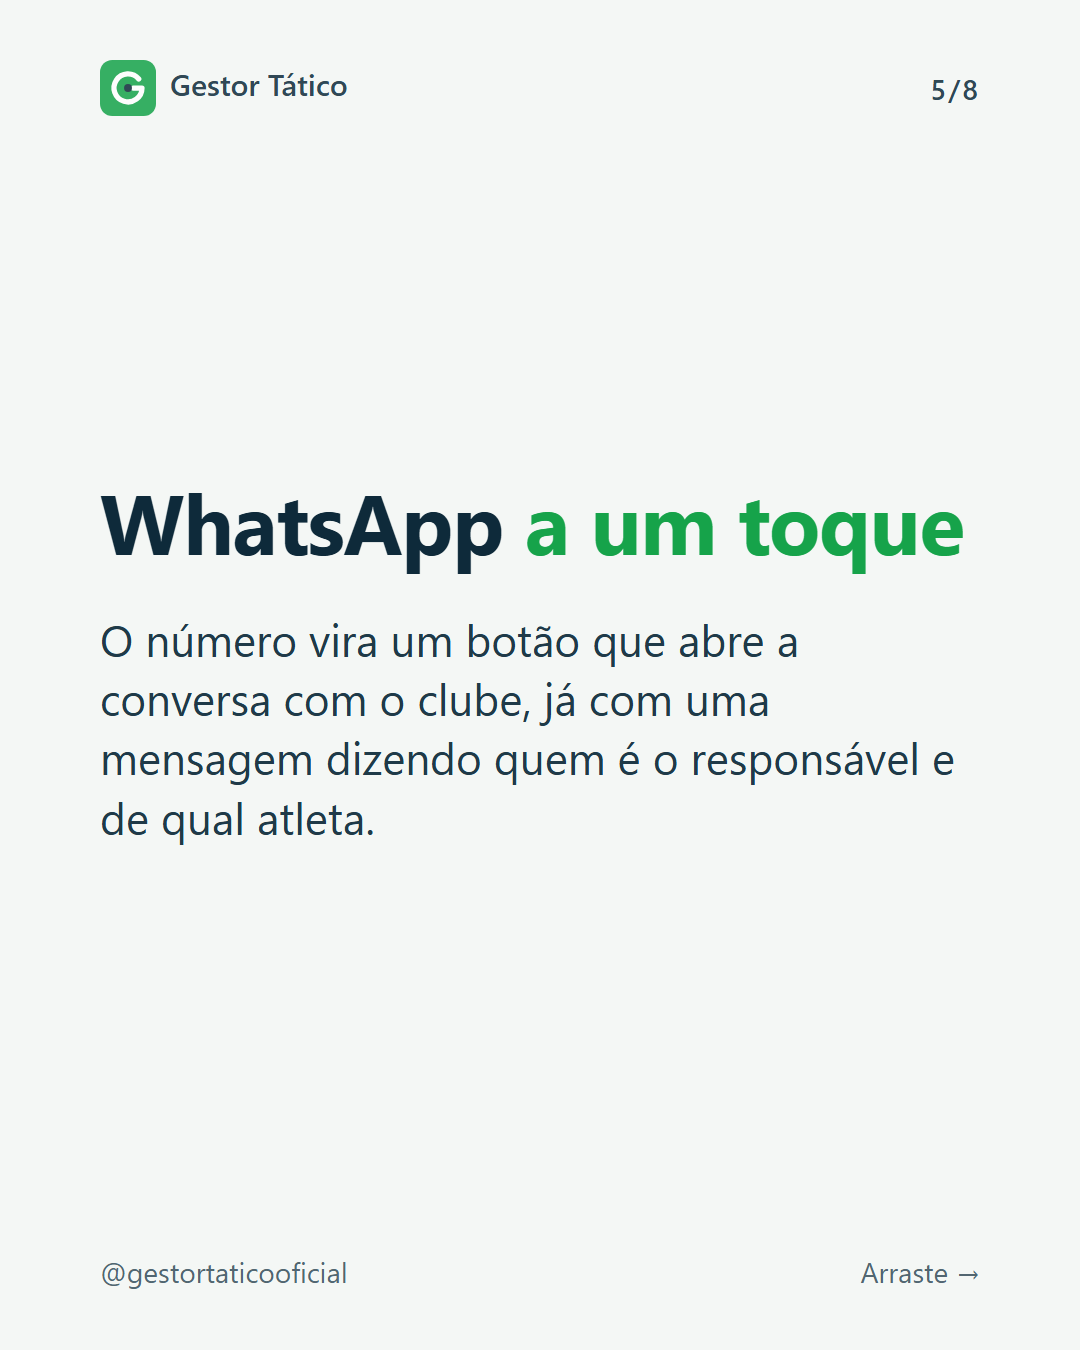 Gestor Tático
5/8
WhatsApp a um toque
O número vira um botão que abre a
conversa com o clube, já com uma
mensagem dizendo quem é o responsável e
de qual atleta.
@gestortaticooficial
Arraste →